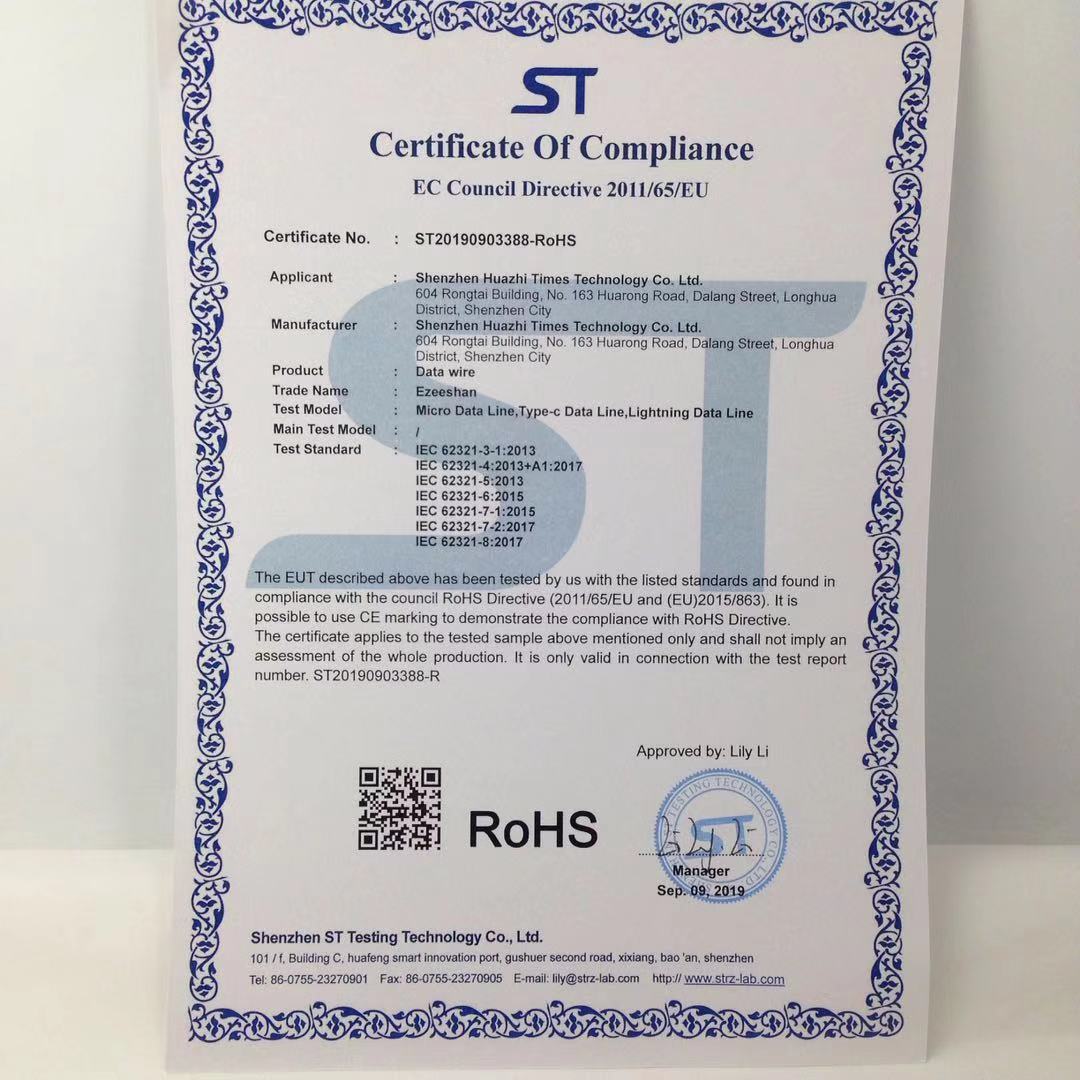 ST
Certificate Of Compliance
EC Council Directive 2011/65/EU
Certificate No. : ST20190903388-RoHS
Applicant : Shenzhen Huazhi Times Technology Co. Ltd.
604 Rongtai Building, No. 163 Huarong Road, Dalang Street, Longhua
District, Shenzhen City
Manufacturer : Shenzhen Huazhi Times Technology Co. Ltd.
604 Rongtai Building, No. 163 Huarong Road, Dalang Street, Longhua
District, Shenzhen City
Product : Data wire
Trade Name : Ezeeshan
Test Model : Micro Data Line,Type-c Data Line,Lightning Data Line
Main Test Model : /
Test Standard : IEC 62321-3-1:2013
IEC 62321-4:2013+A1:2017
IEC 62321-5:2013
IEC 62321-6:2015
IEC 62321-7-1:2015
IEC 62321-7-2:2017
IEC 62321-8:2017
ST
The EUT described above has been tested by us with the listed standards and found in
compliance with the council RoHS Directive (2011/65/EU and (EU)2015/863). It is
possible to use CE marking to demonstrate the compliance with RoHS Directive.
The certificate applies to the tested sample above mentioned only and shall not imply an
assessment of the whole production. It is only valid in connection with the test report
number. ST20190903388-R
Approved by: Lily Li
RoHS
TESTING TECHNOLOGY CO., LTD
ST
Manager
Sep. 09, 2019
Shenzhen ST Testing Technology Co., Ltd.
101 / f, Building C, huafeng smart innovation port, gushuer second road, xixiang, bao 'an, shenzhen
Tel: 86-0755-23270901 Fax: 86-0755-23270905 E-mail: lily@strz-lab.com http:// www.strz-lab.com